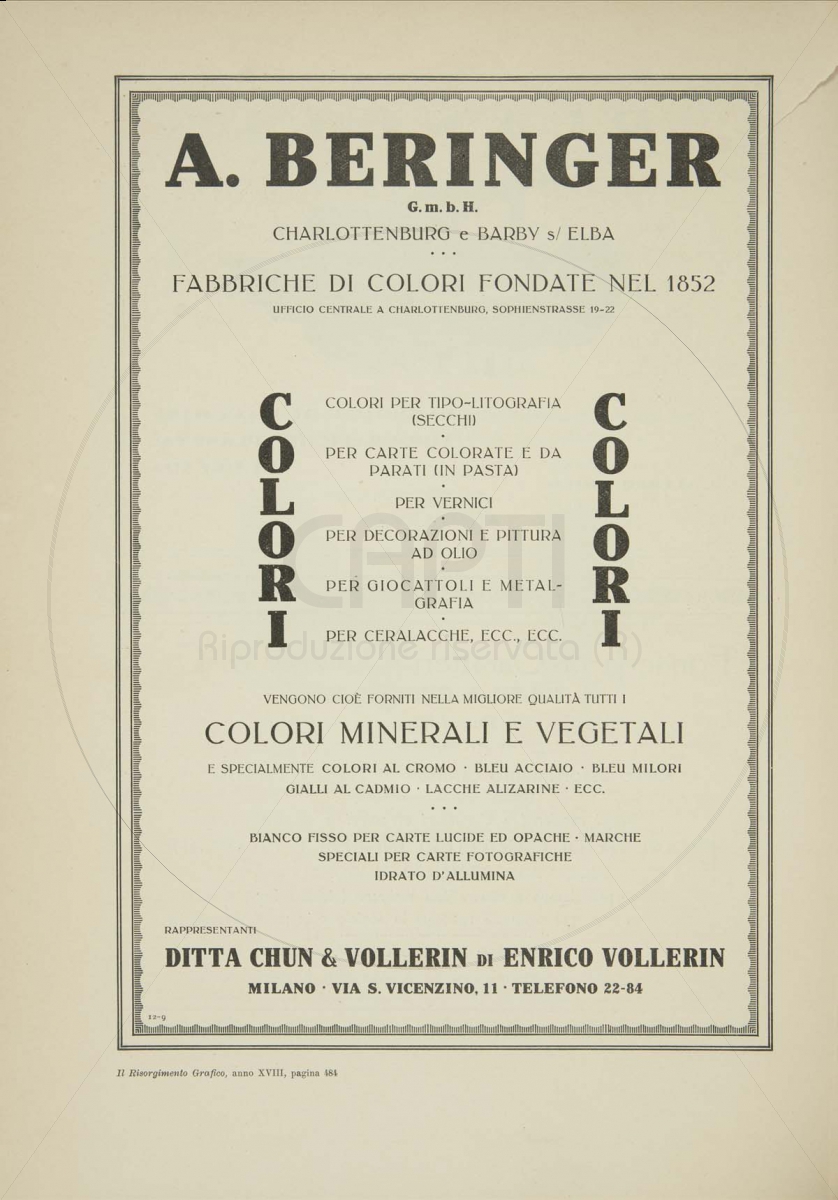 A. BERINGER
G. m. b. H.
CHARLOTTENBURG e BARBY s/ ELBA
FABBRICHE DI COLORI FONDATE NEL 1852
UFFICIO CENTRALE A CHARLOTTENBURG, SOPHIENSTRASSE 19-22
COLORI
COLORI PER TIPO-LITOGRAFIA
(SECCHI)
PER CARTE COLORATE E DA
PARATI (IN PASTA)
PER VERNICI
PER DECORAZIONI E PITTURA
AD OLIO
PER GIOCATTOLI E METAL-
GRAFIA
PER CERALACCHE, ECC., ECC.
COLORI
CAPTI
Riproduzione riservata (R)
VENGONO CIOÈ FORNITI NELLA MIGLIORE QUALITÀ TUTTI I
COLORI MINERALI E VEGETALI
E SPECIALMENTE COLORI AL CROMO · BLEU ACCIAIO · BLEU MILORI
GIALLI AL CADMIO · LACCHE ALIZARINE · ECC.
BIANCO FISSO PER CARTE LUCIDE ED OPACHE · MARCHE
SPECIALI PER CARTE FOTOGRAFICHE
IDRATO D'ALLUMINA
RAPPRESENTANTI
DITTA CHUN & VOLLERIN DI ENRICO VOLLERIN
MILANO · VIA S. VICENZINO, 11 · TELEFONO 22-84
12-9
Il Risorgimento Grafico, anno XVIII, pagina 484